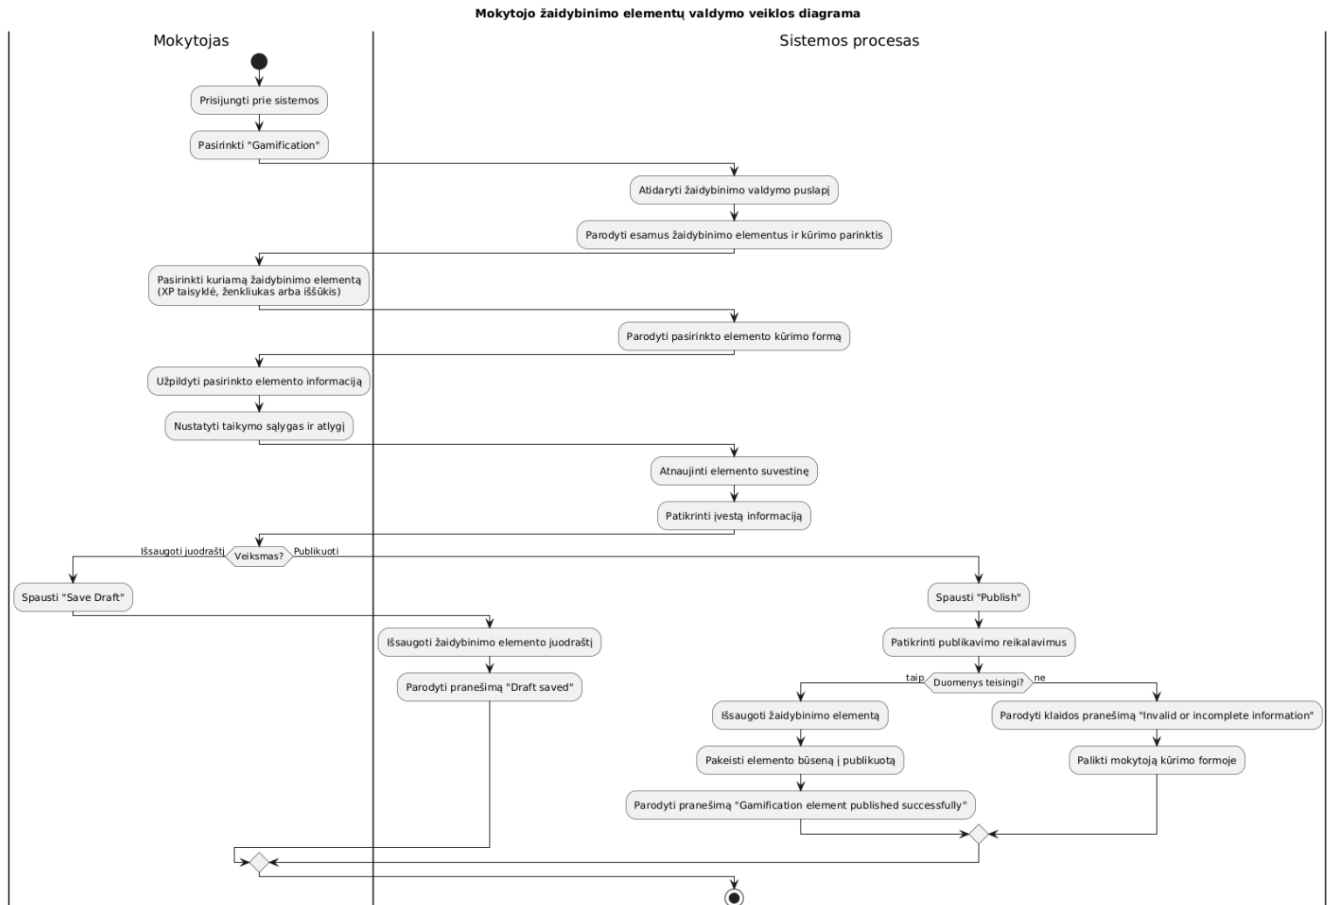 Mokytojo žaidybinimo elementų valdymo veiklos diagrama
Mokytojas
Sistemos procesas
Prisijungti prie sistemos
Pasirinkti "Gamification"
Atidaryti žaidybinimo valdymo puslapį
Parodyti esamus žaidybinimo elementus ir kūrimo parinktis
Pasirinkti kuriamą žaidybinimo elementą
(XP taisyklė, ženkliukas arba iššūkis)
Parodyti pasirinkto elemento kūrimo formą
Užpildyti pasirinkto elemento informaciją
Nustatyti taikymo sąlygas ir atlygį
Atnaujinti elemento suvestinę
Patikrinti įvestą informaciją
Išsaugoti juodraštį
Veiksmas?
Publikuoti
Spausti "Save Draft"
Spausti "Publish"
Išsaugoti žaidybinimo elemento juodraštį
Patikrinti publikavimo reikalavimus
Parodyti pranešimą "Draft saved"
taip
Duomenys teisingi?
ne
Išsaugoti žaidybinimo elementą
Parodyti klaidos pranešimą "Invalid or incomplete information"
Pakeisti elemento būseną į publikuotą
Palikti mokytoją kūrimo formoje
Parodyti pranešimą "Gamification element published successfully"